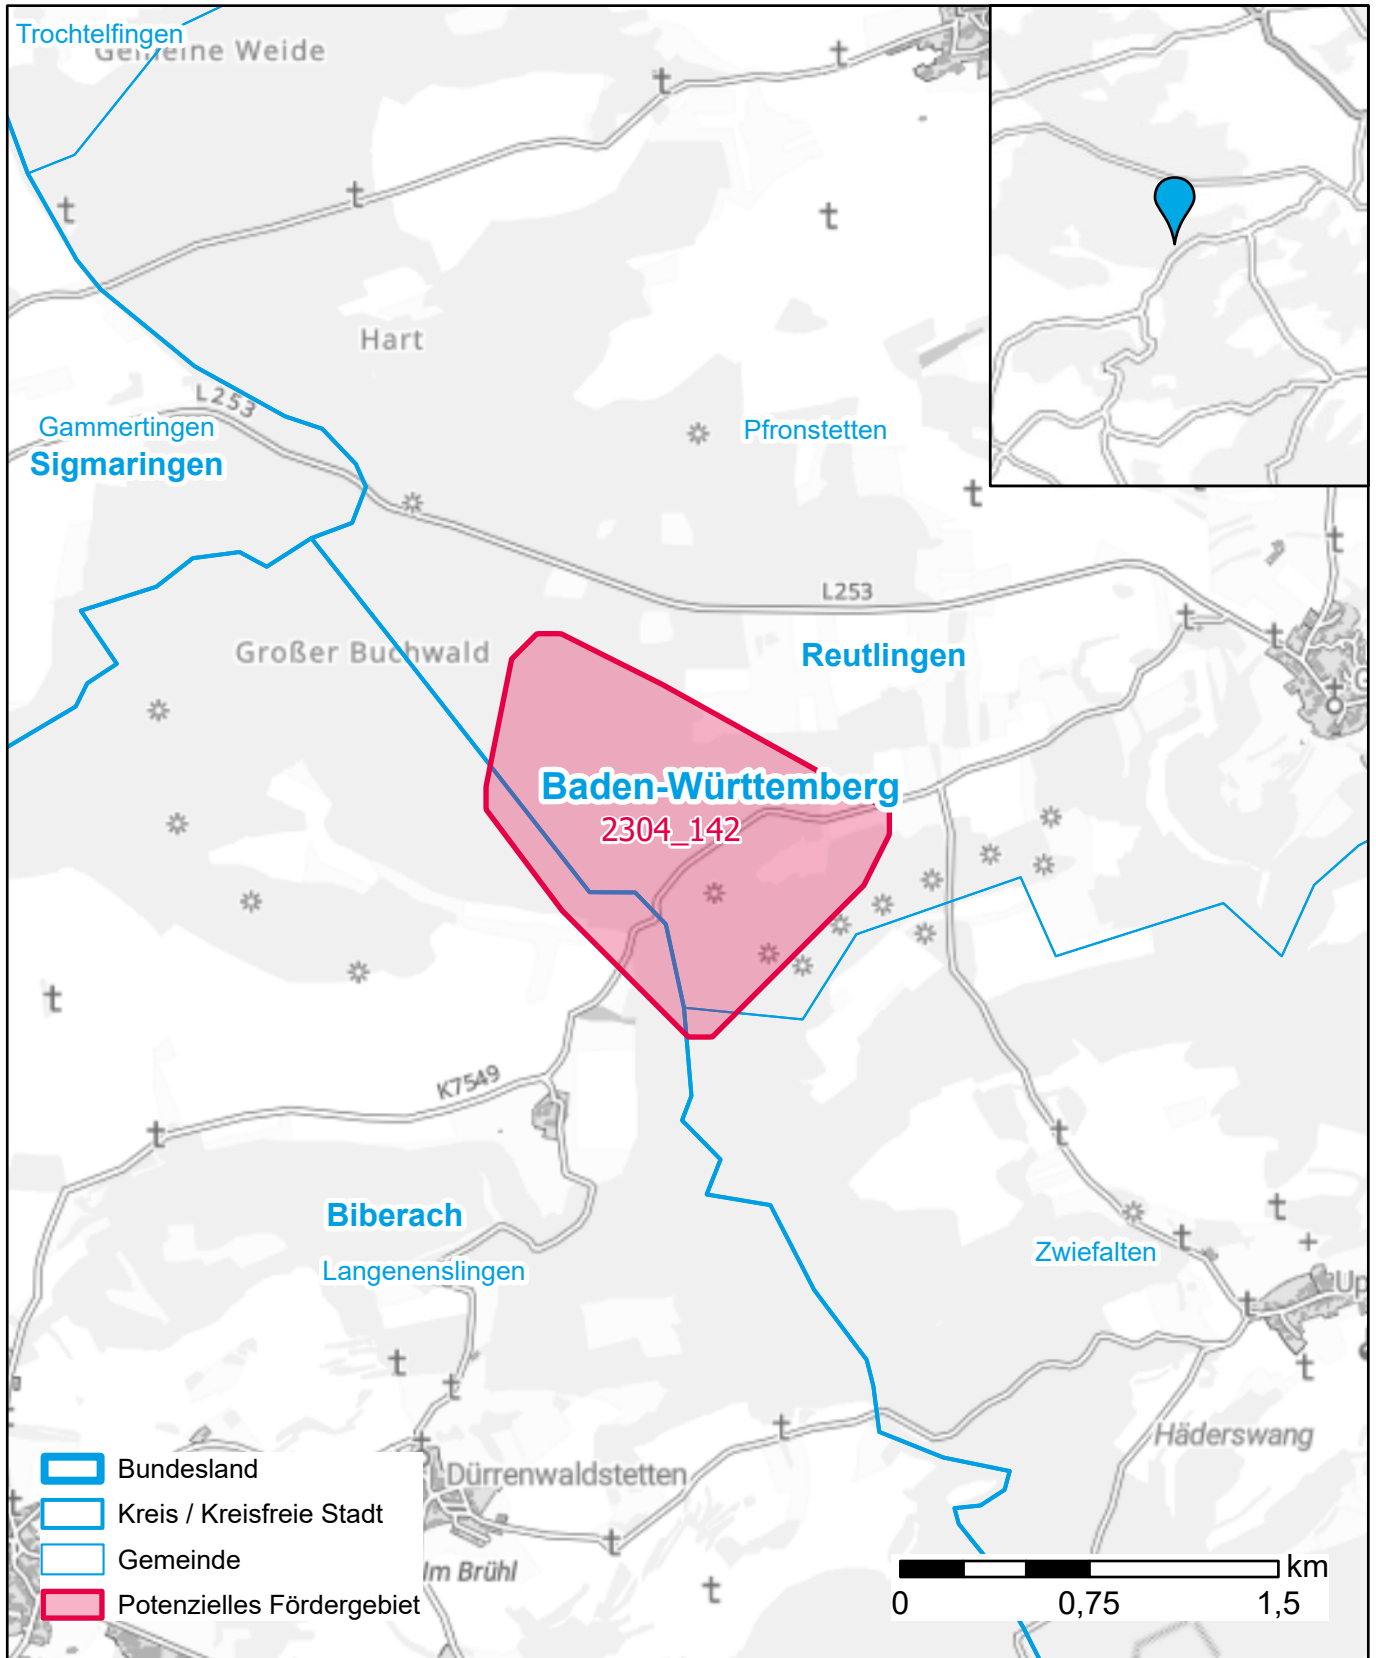 Trochtelfingen
Gemeine Weide
Hart
L253
Gammertingen
Sigmaringen
Pfronstetten
L253
Großer Buchwald
Reutlingen
G
Baden-Württemberg
2304_142
K7549
Biberach
Langenenslingen
Zwiefalten
Up
Häderswang
Dürrenwaldstetten
Im Brühl
Bundesland
Kreis / Kreisfreie Stadt
Gemeinde
Potenzielles Fördergebiet
km
0 0,75 1,5